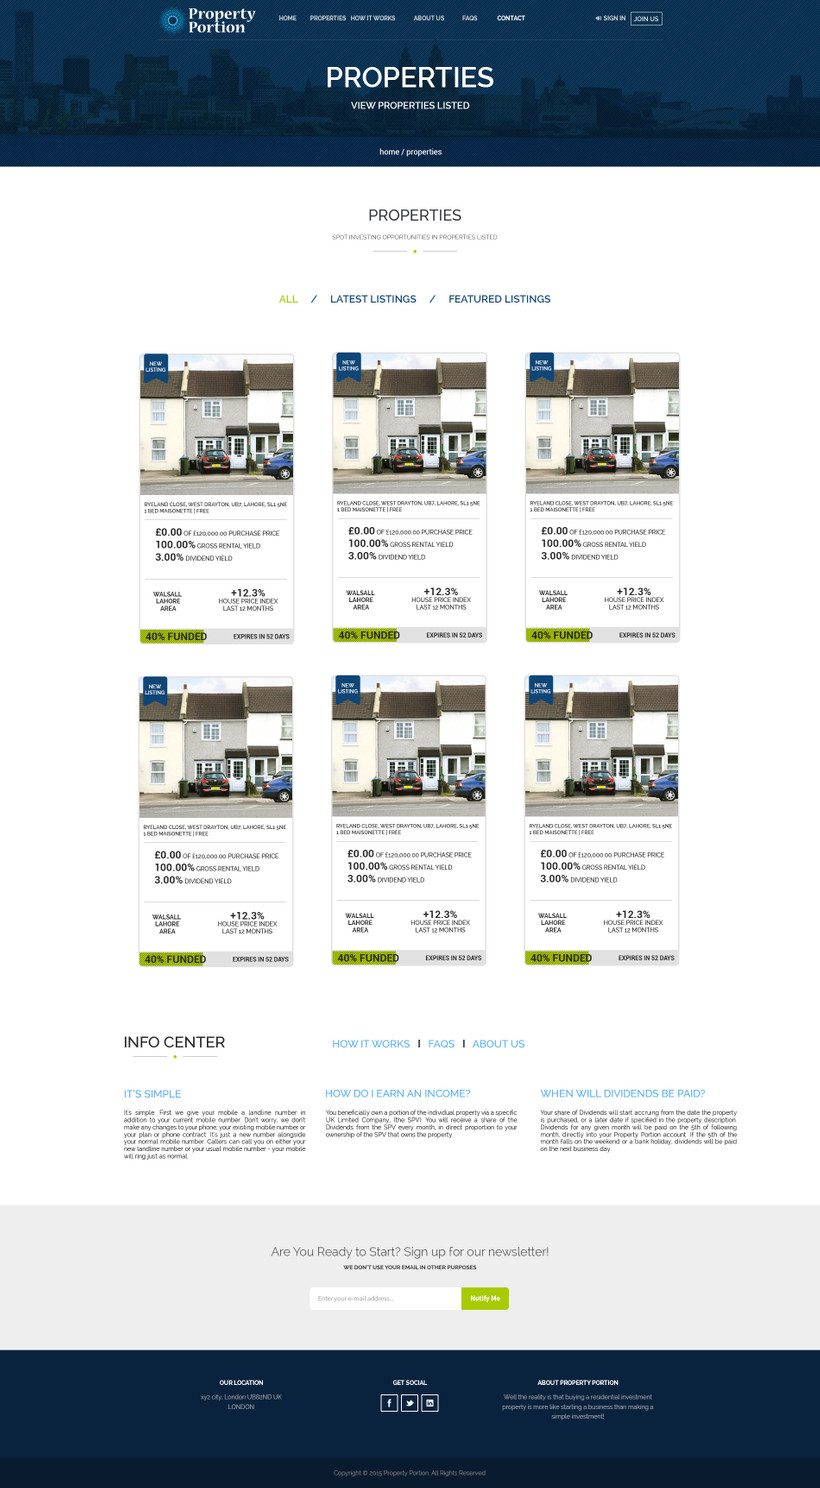 Property
Portion
HOME PROPERTIES HOW IT WORKS ABOUT US FAQS CONTACT SIGN IN JOIN US
PROPERTIES
VIEW PROPERTIES LISTED
home / properties
PROPERTIES
SPOT INVESTING OPPORTUNITIES IN PROPERTIES LISTED
ALL / LATEST LISTINGS / FEATURED LISTINGS
NEW
LISTING
RYELAND CLOSE, WEST DRAYTON, UB7, LAHORE, SL1 5NE
1 BED MAISONETTE | FREE
£0.00 OF £120,000.00 PURCHASE PRICE
100.00% GROSS RENTAL YIELD
3.00% DIVIDEND YIELD
WALSALL
LAHORE
AREA
+12.3%
HOUSE PRICE INDEX
LAST 12 MONTHS
40% FUNDED EXPIRES IN 52 DAYS
NEW
LISTING
RYELAND CLOSE, WEST DRAYTON, UB7, LAHORE, SL1 5NE
1 BED MAISONETTE | FREE
£0.00 OF £120,000.00 PURCHASE PRICE
100.00% GROSS RENTAL YIELD
3.00% DIVIDEND YIELD
WALSALL
LAHORE
AREA
+12.3%
HOUSE PRICE INDEX
LAST 12 MONTHS
40% FUNDED EXPIRES IN 52 DAYS
NEW
LISTING
RYELAND CLOSE, WEST DRAYTON, UB7, LAHORE, SL1 5NE
1 BED MAISONETTE | FREE
£0.00 OF £120,000.00 PURCHASE PRICE
100.00% GROSS RENTAL YIELD
3.00% DIVIDEND YIELD
WALSALL
LAHORE
AREA
+12.3%
HOUSE PRICE INDEX
LAST 12 MONTHS
40% FUNDED EXPIRES IN 52 DAYS
NEW
LISTING
RYELAND CLOSE, WEST DRAYTON, UB7, LAHORE, SL1 5NE
1 BED MAISONETTE | FREE
£0.00 OF £120,000.00 PURCHASE PRICE
100.00% GROSS RENTAL YIELD
3.00% DIVIDEND YIELD
WALSALL
LAHORE
AREA
+12.3%
HOUSE PRICE INDEX
LAST 12 MONTHS
40% FUNDED EXPIRES IN 52 DAYS
NEW
LISTING
RYELAND CLOSE, WEST DRAYTON, UB7, LAHORE, SL1 5NE
1 BED MAISONETTE | FREE
£0.00 OF £120,000.00 PURCHASE PRICE
100.00% GROSS RENTAL YIELD
3.00% DIVIDEND YIELD
WALSALL
LAHORE
AREA
+12.3%
HOUSE PRICE INDEX
LAST 12 MONTHS
40% FUNDED EXPIRES IN 52 DAYS
NEW
LISTING
RYELAND CLOSE, WEST DRAYTON, UB7, LAHORE, SL1 5NE
1 BED MAISONETTE | FREE
£0.00 OF £120,000.00 PURCHASE PRICE
100.00% GROSS RENTAL YIELD
3.00% DIVIDEND YIELD
WALSALL
LAHORE
AREA
+12.3%
HOUSE PRICE INDEX
LAST 12 MONTHS
40% FUNDED EXPIRES IN 52 DAYS
INFO CENTER
HOW IT WORKS | FAQS | ABOUT US
IT'S SIMPLE
It's simple. First we give your mobile a landline number in
addition to your current mobile number. Don't worry, we don't
make any changes to your phone, your existing mobile number or
your plan or phone contract. It's just a new number alongside
your normal mobile number. Callers can call you on either your
new landline number or your usual mobile number - your mobile
will ring just as normal.
HOW DO I EARN AN INCOME?
You beneficially own a portion of the individual property via a specific
UK Limited Company, (the SPV). You will receive a share of the
Dividends from the SPV every month, in direct proportion to your
ownership of the SPV that owns the property.
WHEN WILL DIVIDENDS BE PAID?
Your share of Dividends will start accruing from the date the property
is purchased, or a later date if specified in the property description.
Dividends for any given month will be paid on the 5th of following
month, directly into your Property Portion account. If the 5th of the
month falls on the weekend or a bank holiday, dividends will be paid
on the next business day.
Are You Ready to Start? Sign up for our newsletter!
WE DON'T USE YOUR EMAIL IN OTHER PURPOSES
Enter your e-mail address... Notify Me
OUR LOCATION
xyz city, London UB82ND UK
LONDON
GET SOCIAL
ABOUT PROPERTY PORTION
Well the reality is that buying a residential investment
property is more like starting a business than making a
simple investment!
Copyright © 2015 Property Portion. All Rights Reserved